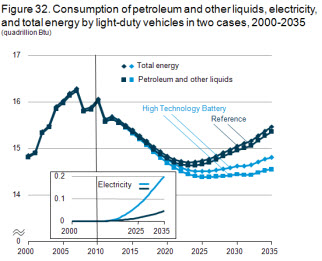 Figure 32. Consumption of petroleum and other liquids, electricity,
and total energy by light-duty vehicles in two cases, 2000-2035
(quadrillion Btu)
17
Total energy
Petroleum and other liquids
16
High Technology Battery
Reference
15
14
0.2
Electricity
0.1
0
2000 2025 2035
0
2000 2005 2010 2015 2020 2025 2030 2035